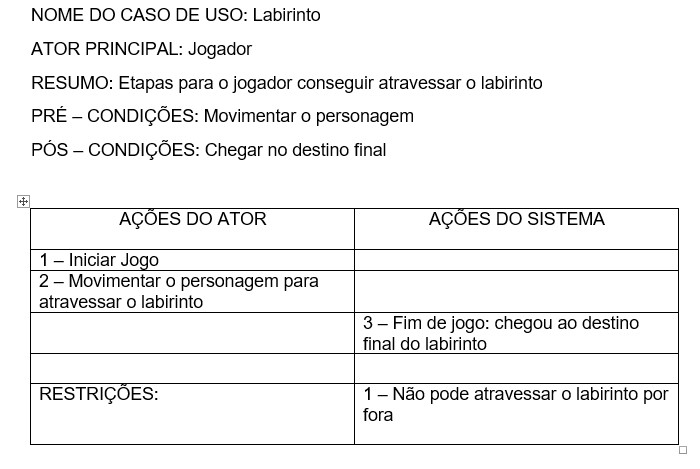 NOME DO CASO DE USO: Labirinto
ATOR PRINCIPAL: Jogador
RESUMO: Etapas para o jogador conseguir atravessar o labirinto
PRÉ – CONDIÇÕES: Movimentar o personagem
PÓS – CONDIÇÕES: Chegar no destino final
AÇÕES DO ATOR
AÇÕES DO SISTEMA
1 – Iniciar Jogo
2 – Movimentar o personagem para
atravessar o labirinto
3 – Fim de jogo: chegou ao destino
final do labirinto
RESTRIÇÕES:
1 – Não pode atravessar o labirinto por
fora